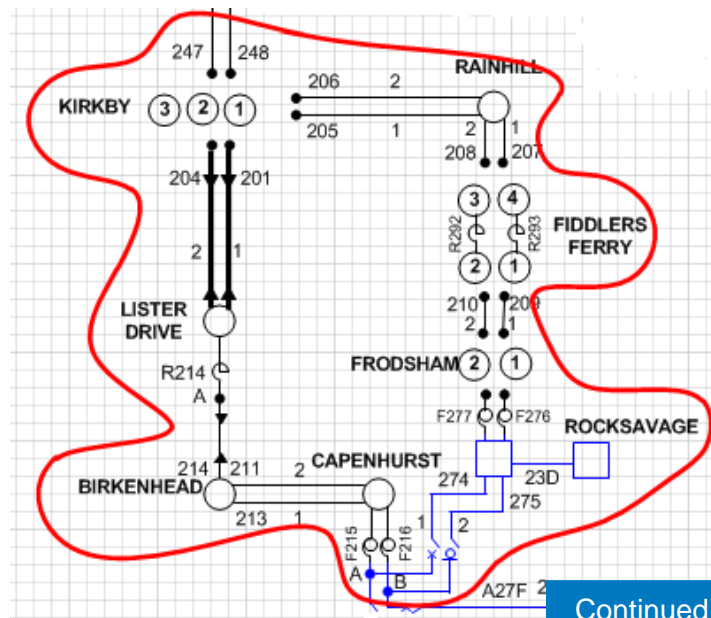 247 248
206 2
RAINHILL
KIRKBY 3 2 1
205 1
2 1
208 207
204 201
3 4
R292 R293
FIDDLERS
FERRY
2 1
2 1
LISTER
DRIVE
210 209
2 1
R214
FRODSHAM 2 1
A
F277 F276
ROCKSAVAGE
214 211 2 CAPENHURST
274 23D
BIRKENHEAD
275
213 1
F215 F216
1 2
A B
A27F 2
Continued